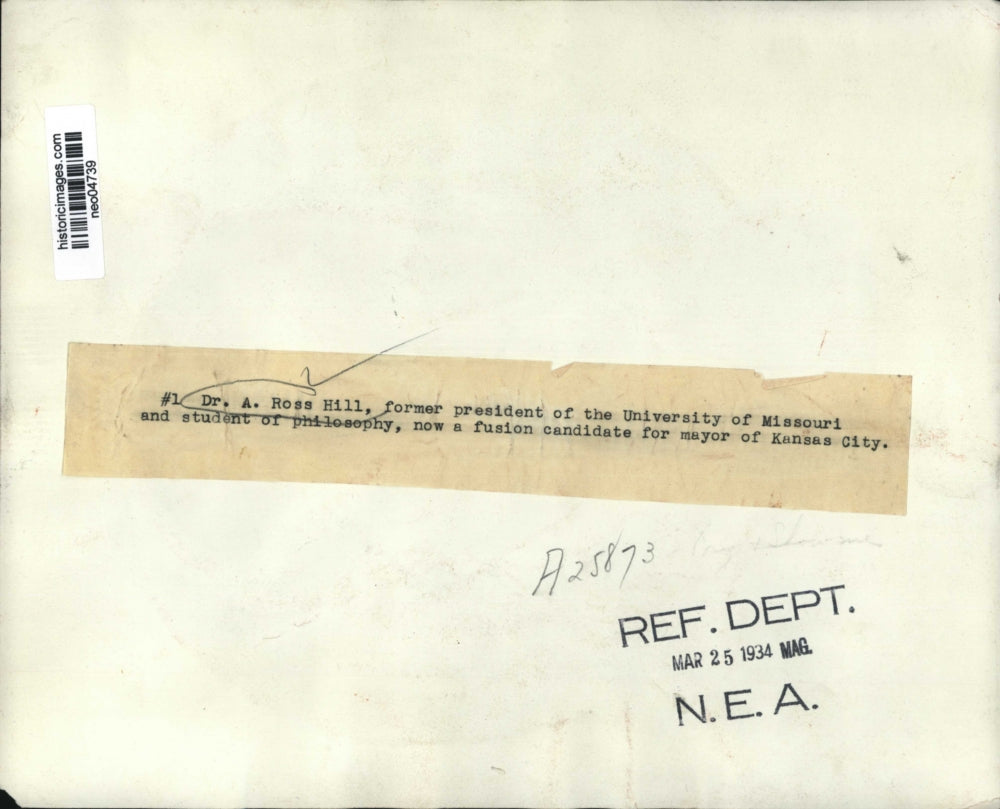 historicimages.com
neo04739
#1 Dr. A. Ross Hill, former president of the University of Missouri
and student of philosophy, now a fusion candidate for mayor of Kansas City.
A25873
REF. DEPT.
MAR 25 1934 MAG.
N. E. A.